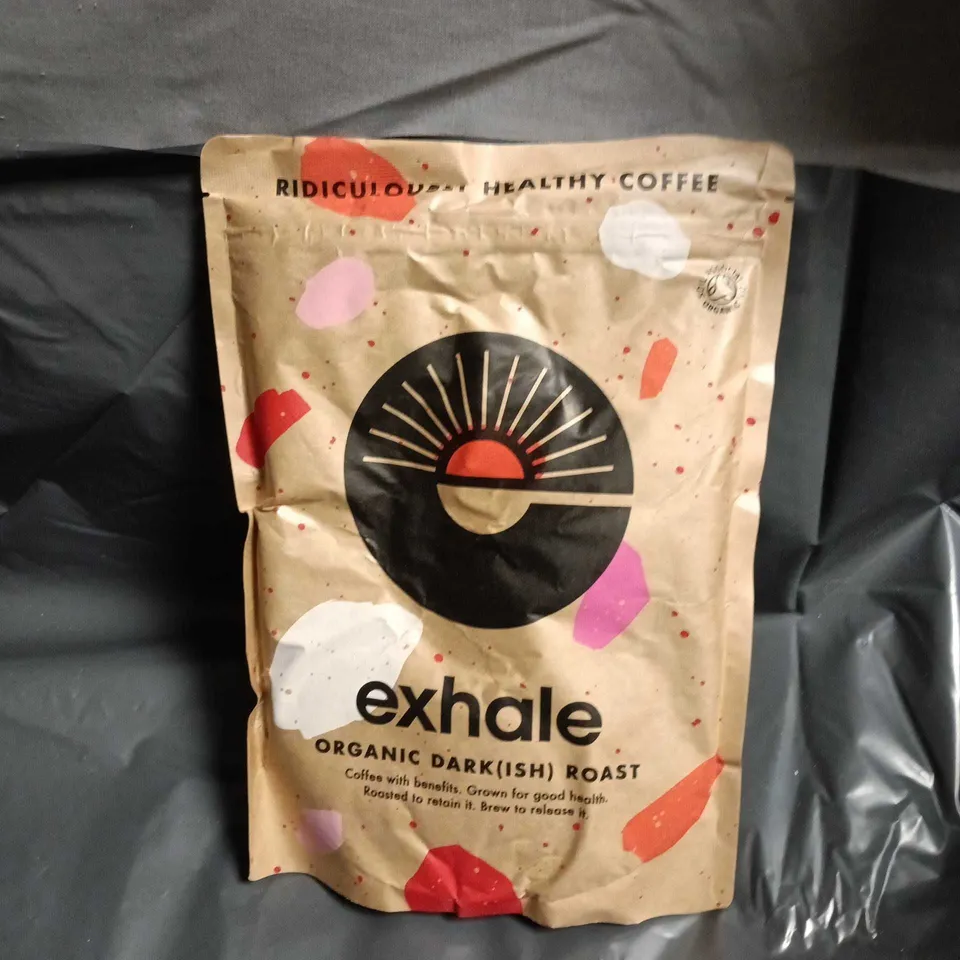 RIDICULOUSLY HEALTHY COFFEE
exhale
ORGANIC DARK(ISH) ROAST
Coffee with benefits. Grown for good health.
Roasted to retain it. Brew to release it.